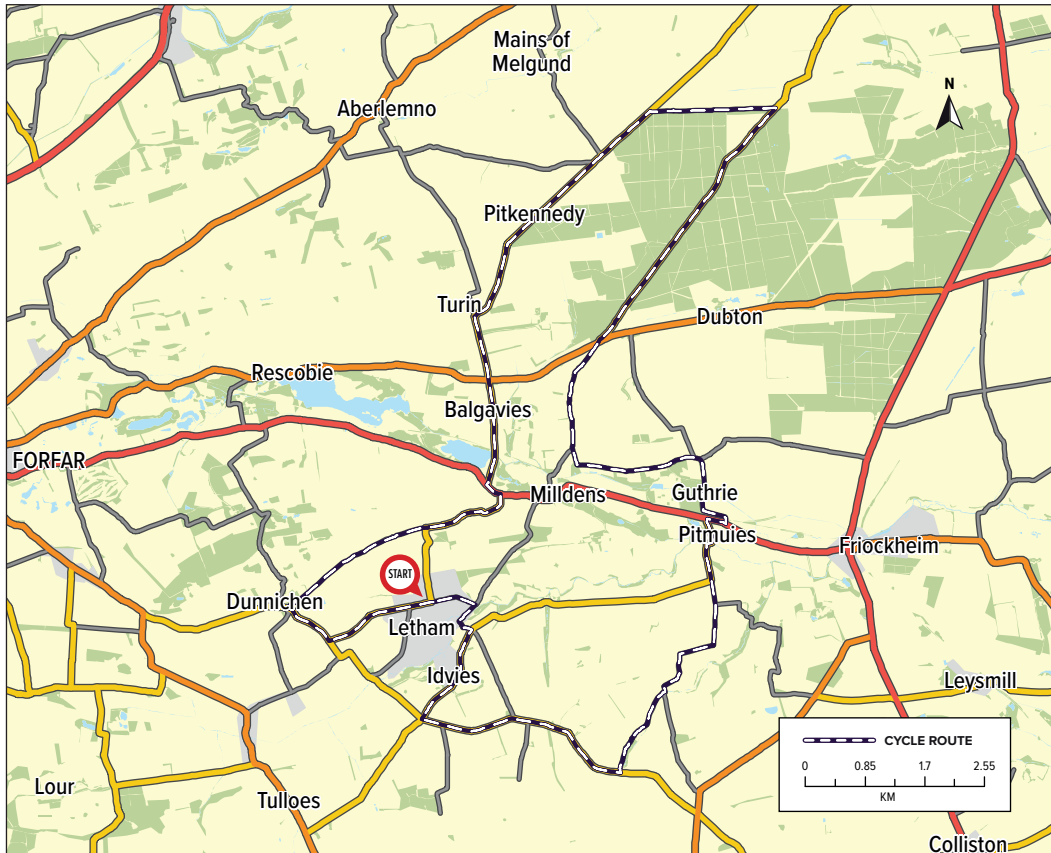 Mains of
Melgund
N
Aberlemno
Pitkennedy
Turin
Dubton
Rescobie
Balgavies
FORFAR
Milldens
Guthrie
Pitmuies
Friockheim
START
Dunnichen
Letham
Idvies
Leysmill
CYCLE ROUTE
0 0.85 1.7 2.55
KM
Lour
Tulloes
Colliston